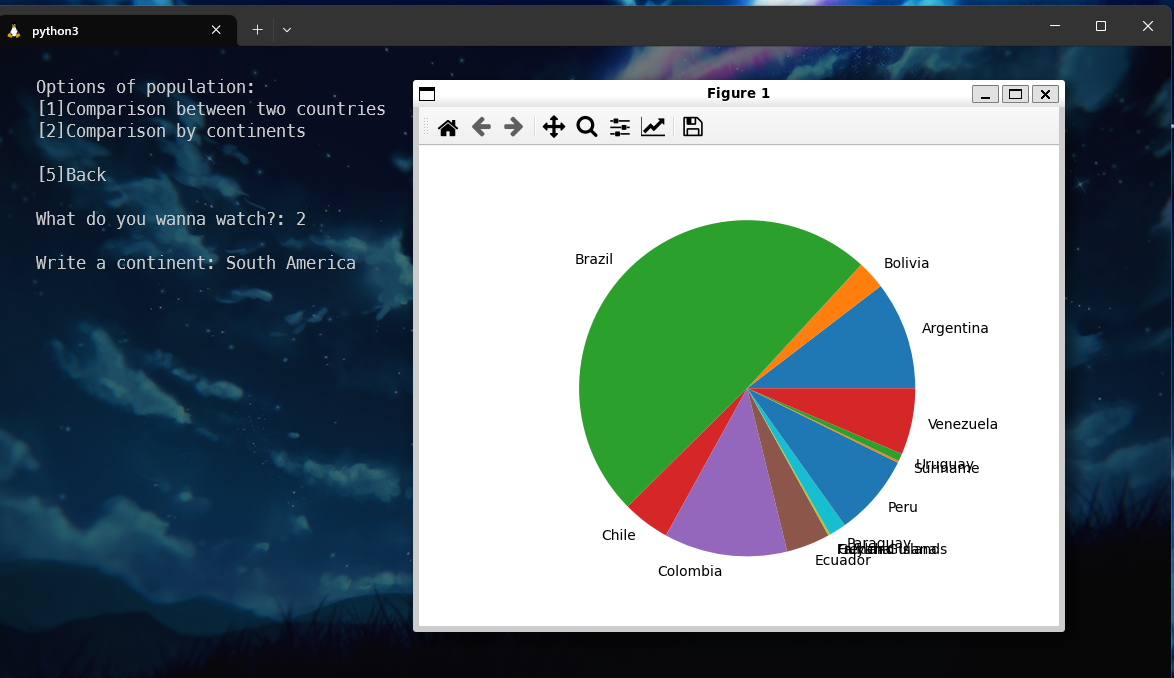 python3
Options of population:
[1]Comparison between two countries
[2]Comparison by continents
[5]Back
What do you wanna watch?: 2
Write a continent: South America
Figure 1
Brazil
Bolivia
Argentina
Venezuela
Uruguay
Suriname
Peru
Paraguay
Ecuador
Colombia
Chile